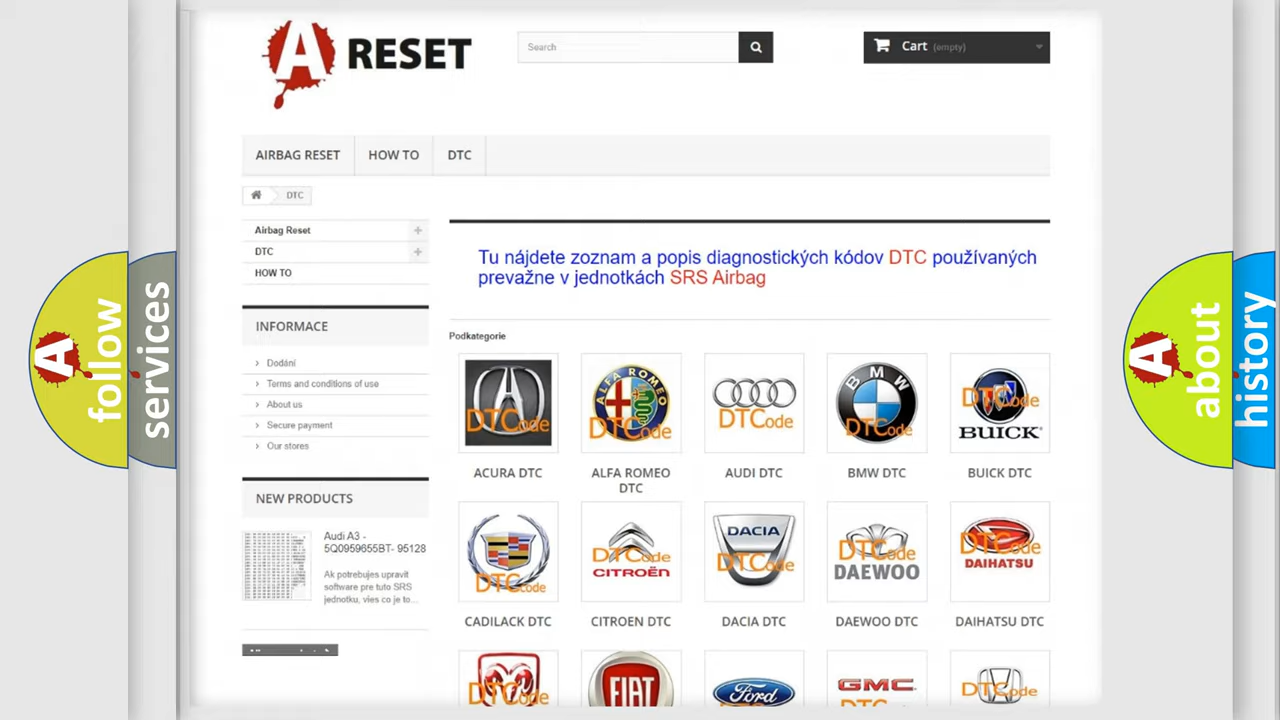 A RESET
Search
Cart (empty)
AIRBAG RESET
HOW TO
DTC
DTC
Airbag Reset
DTC
HOW TO
INFORMACE
Dodání
Terms and conditions of use
About us
Secure payment
Our stores
NEW PRODUCTS
Audi A3 -
5Q0959655BT- 95128
Ak potrebujes upravit
software pre tuto SRS
jednotku, vies co je to...
Tu nájdete zoznam a popis diagnostických kódov DTC používaných
prevažne v jednotkách SRS Airbag
Podkategorie
DTCode
ALFA ROMEO
DTCode
DTCode
BMW
DTCode
DTCode
BUICK
ACURA DTC
ALFA ROMEO
DTC
AUDI DTC
BMW DTC
BUICK DTC
DTCode
DTCode
CITROËN
DACIA
DTCode
DTCode
DAEWOO
DTCode
DAIHATSU
CADILACK DTC
CITROEN DTC
DACIA DTC
DAEWOO DTC
DAIHATSU DTC
DTCode
FIAT
Ford
GMC
DTCode
A
follow
services
A
about
history